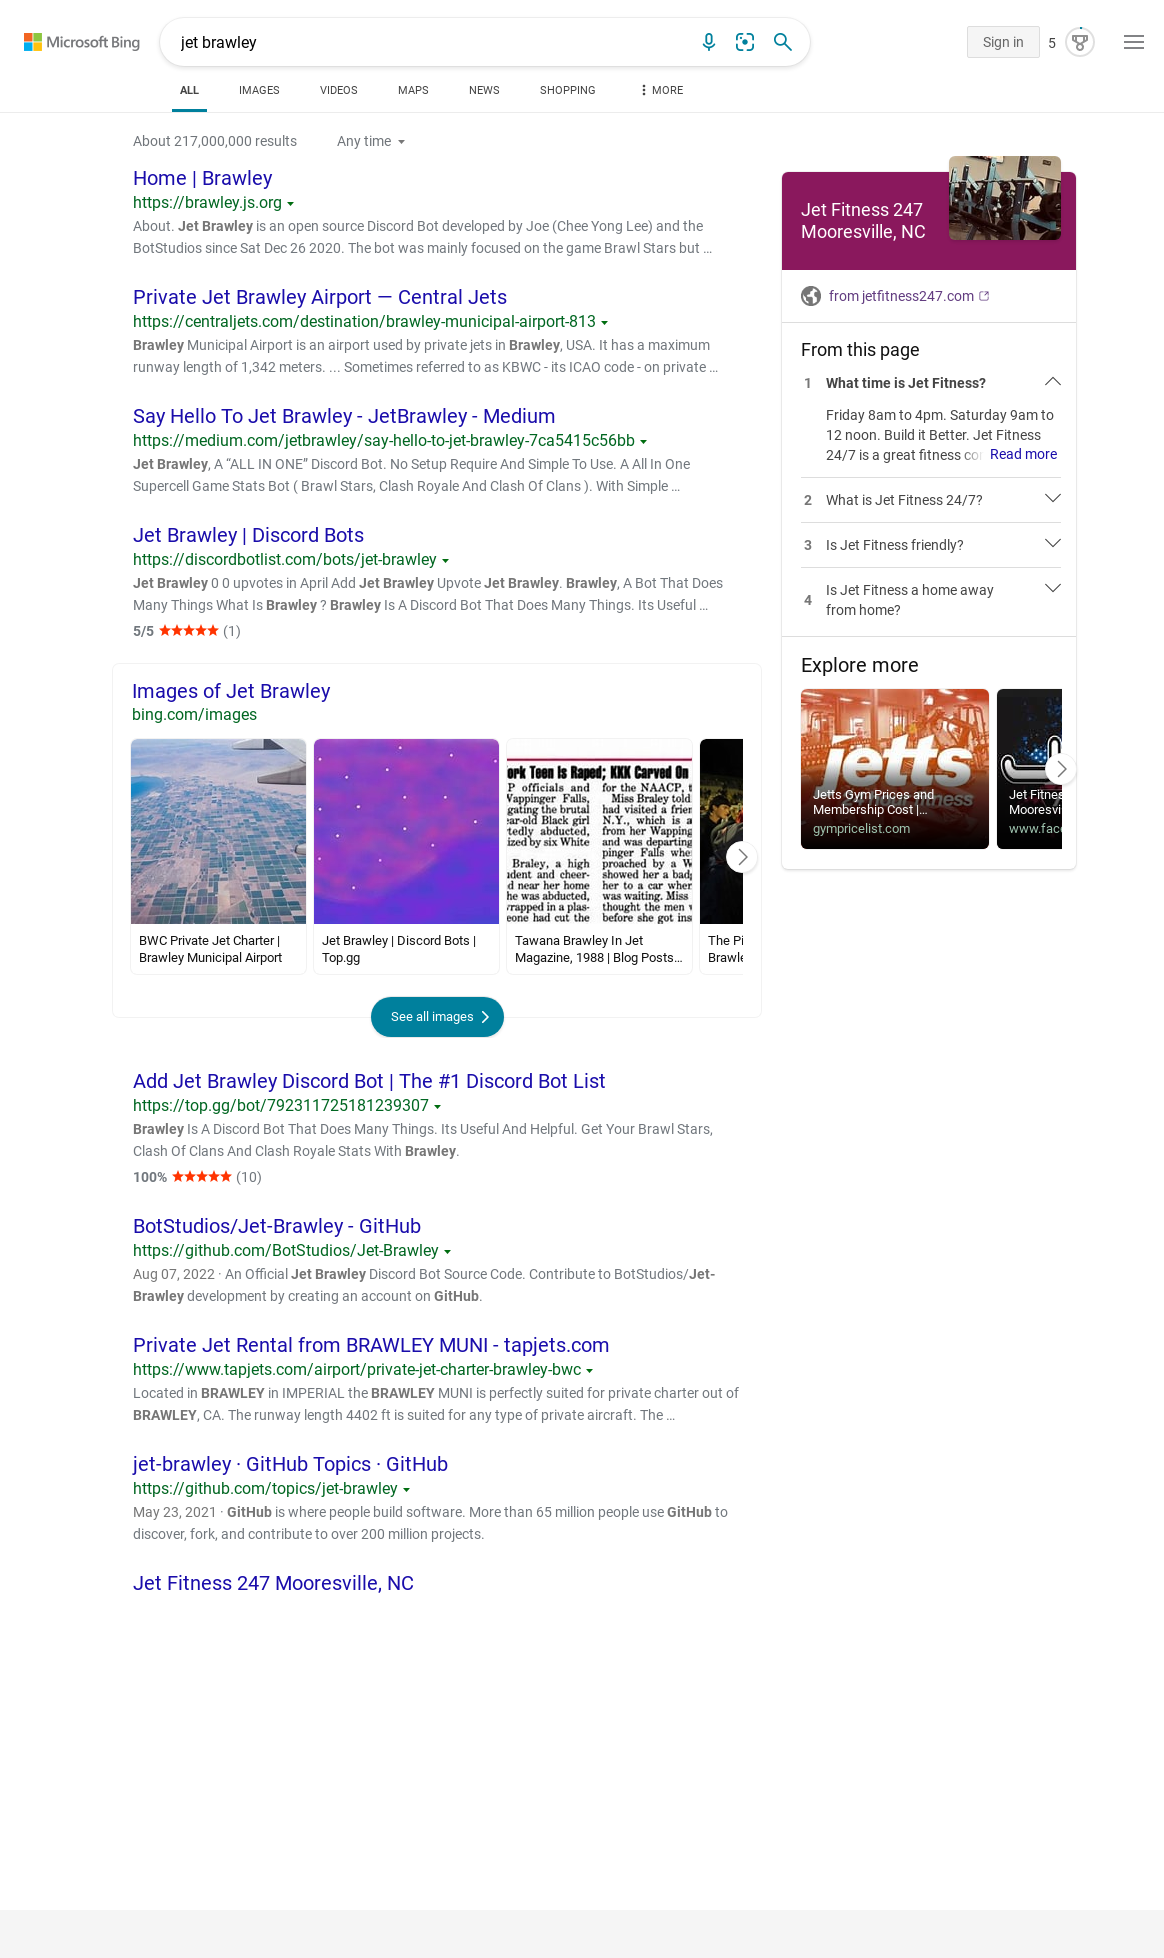 Microsoft Bing
jet brawley
Sign in
5
ALL
IMAGES
VIDEOS
MAPS
NEWS
SHOPPING
MORE
About 217,000,000 results
Any time
Home | Brawley
https://brawley.js.org
About. Jet Brawley is an open source Discord Bot developed by Joe (Chee Yong Lee) and the
BotStudios since Sat Dec 26 2020. The bot was mainly focused on the game Brawl Stars but …
Private Jet Brawley Airport — Central Jets
https://centraljets.com/destination/brawley-municipal-airport-813
Brawley Municipal Airport is an airport used by private jets in Brawley, USA. It has a maximum
runway length of 1,342 meters. ... Sometimes referred to as KBWC - its ICAO code - on private …
Say Hello To Jet Brawley - JetBrawley - Medium
https://medium.com/jetbrawley/say-hello-to-jet-brawley-7ca5415c56bb
Jet Brawley, A “ALL IN ONE” Discord Bot. No Setup Require And Simple To Use. A All In One
Supercell Game Stats Bot ( Brawl Stars, Clash Royale And Clash Of Clans ). With Simple …
Jet Brawley | Discord Bots
https://discordbotlist.com/bots/jet-brawley
Jet Brawley 0 0 upvotes in April Add Jet Brawley Upvote Jet Brawley. Brawley, A Bot That Does
Many Things What Is Brawley ? Brawley Is A Discord Bot That Does Many Things. Its Useful …
5/5 ★★★★★ (1)
Images of Jet Brawley
bing.com/images
ork Teen is Raped; KKK Carved On
P officials and
Wappinger Falls,
gating the brutal
ear-old Black girl
rtedly abducted,
ized by six White
Braley, a high
udent and cheer-
d near her home
he was abducted,
wrapped in a plas-
eone had cut the
for the NAACP, t
Miss Braley told
d visited a frien
N.Y., which is a
from her Wapping
and was departing
pinger Falls whe
proached by a W
showed her a badg
her to a car when
was waiting. Miss
thought the men w
before she got ins
BWC Private Jet Charter |
Brawley Municipal Airport
Jet Brawley | Discord Bots |
Top.gg
Tawana Brawley In Jet
Magazine, 1988 | Blog Posts…
The Pi
Brawle
See all images
Add Jet Brawley Discord Bot | The #1 Discord Bot List
https://top.gg/bot/792311725181239307
Brawley Is A Discord Bot That Does Many Things. Its Useful And Helpful. Get Your Brawl Stars,
Clash Of Clans And Clash Royale Stats With Brawley.
100% ★★★★★ (10)
BotStudios/Jet-Brawley - GitHub
https://github.com/BotStudios/Jet-Brawley
Aug 07, 2022 · An Official Jet Brawley Discord Bot Source Code. Contribute to BotStudios/Jet-
Brawley development by creating an account on GitHub.
Private Jet Rental from BRAWLEY MUNI - tapjets.com
https://www.tapjets.com/airport/private-jet-charter-brawley-bwc
Located in BRAWLEY in IMPERIAL the BRAWLEY MUNI is perfectly suited for private charter out of
BRAWLEY, CA. The runway length 4402 ft is suited for any type of private aircraft. The …
jet-brawley · GitHub Topics · GitHub
https://github.com/topics/jet-brawley
May 23, 2021 · GitHub is where people build software. More than 65 million people use GitHub to
discover, fork, and contribute to over 200 million projects.
Jet Fitness 247 Mooresville, NC
Jet Fitness 247
Mooresville, NC
from jetfitness247.com
From this page
1 What time is Jet Fitness?
Friday 8am to 4pm. Saturday 9am to
12 noon. Build it Better. Jet Fitness
24/7 is a great fitness con Read more
2 What is Jet Fitness 24/7?
3 Is Jet Fitness friendly?
4 Is Jet Fitness a home away
from home?
Explore more
jetts
fitness
Jetts Gym Prices and
Membership Cost |…
gympricelist.com
Jet Fitnes
Mooresvi
www.face